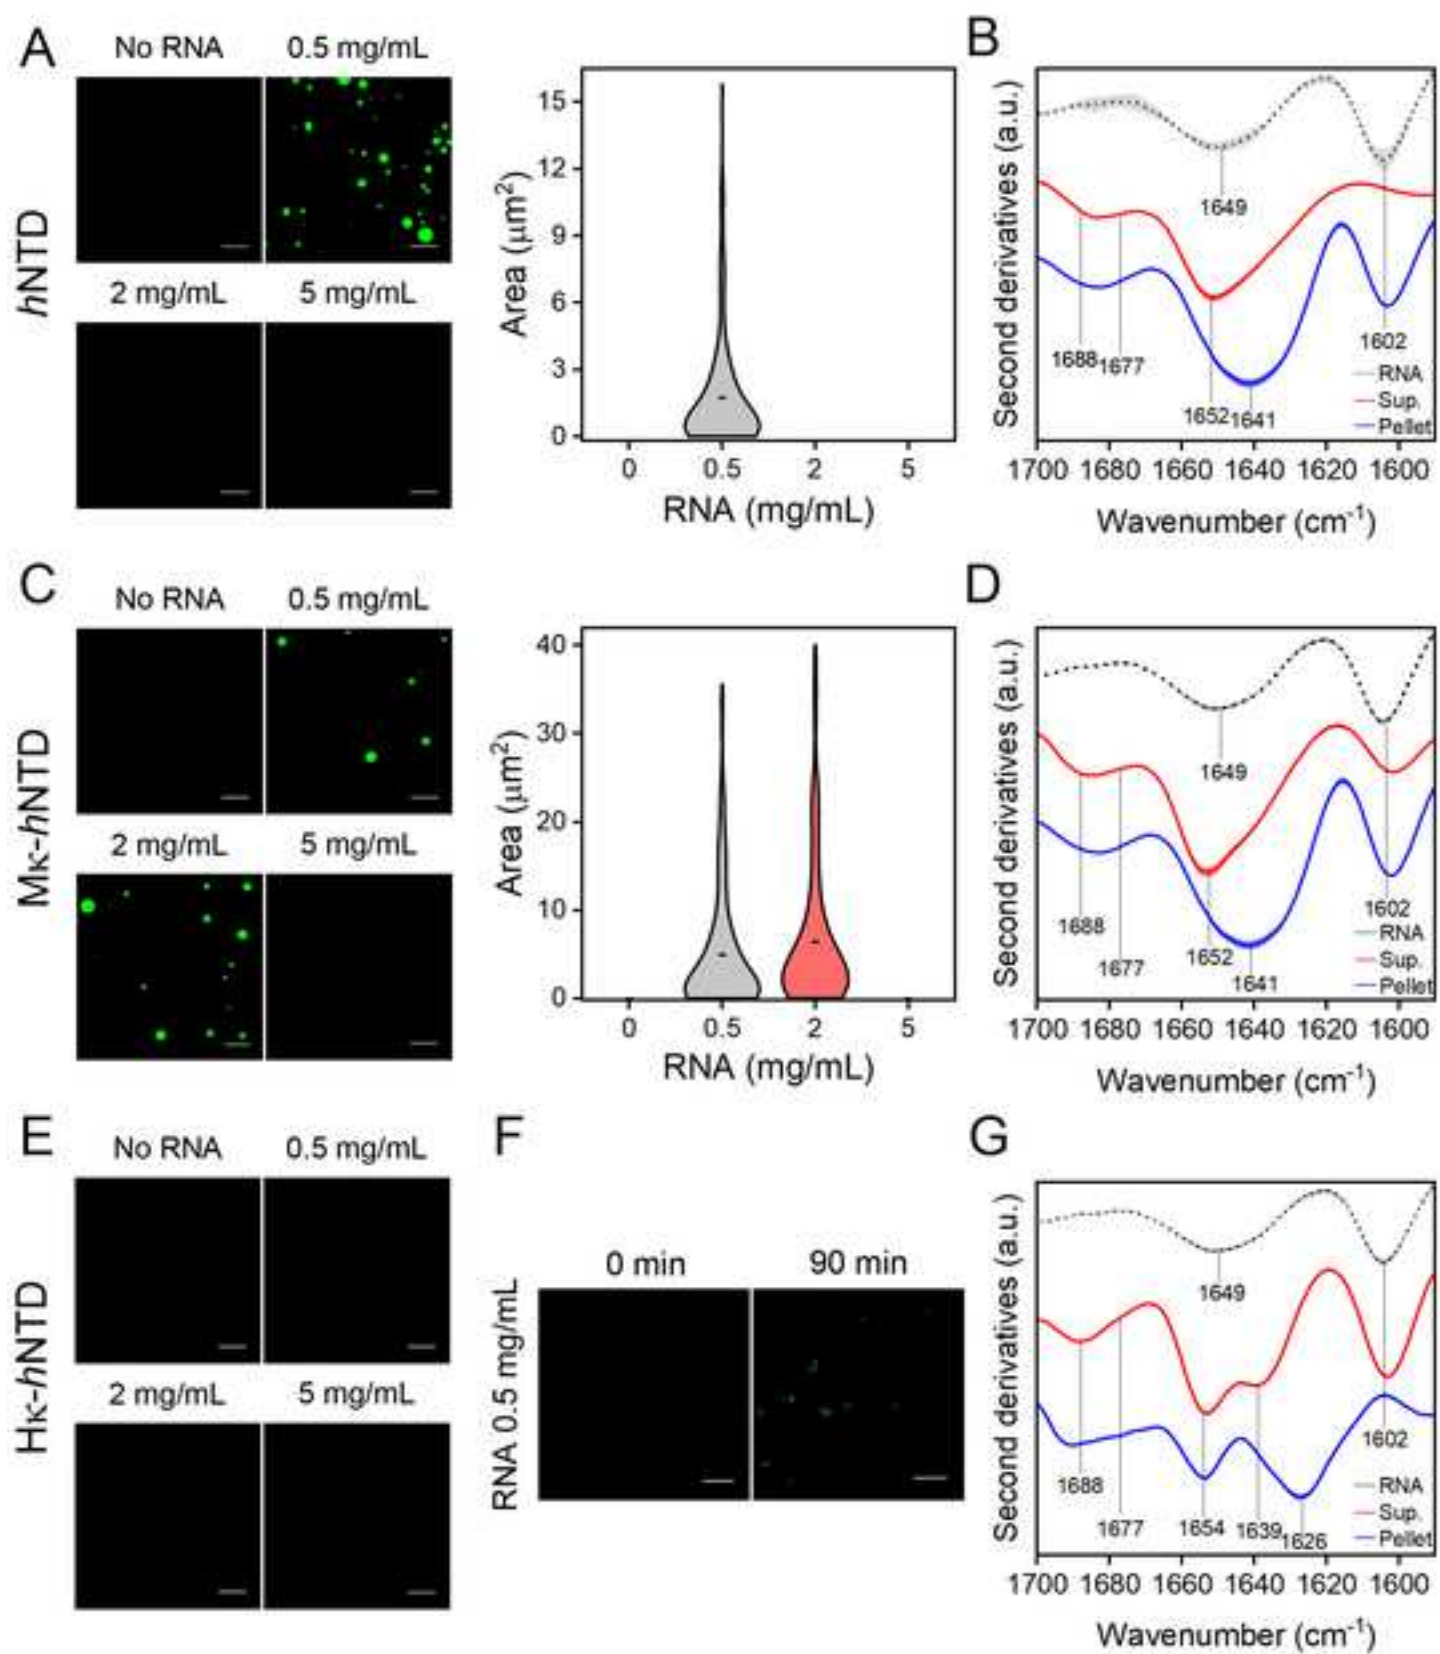 A
No RNA
0.5 mg/mL
hNTD
2 mg/mL
5 mg/mL
Area (μm²)
15
12
9
6
3
0
0
0.5
2
5
RNA (mg/mL)
B
Second derivatives (a.u.)
1649
1688
1677
1652
1641
1602
RNA
Sup.
Pellet
1700 1680 1660 1640 1620 1600
Wavenumber (cm⁻¹)
C
No RNA
0.5 mg/mL
Mκ-hNTD
2 mg/mL
5 mg/mL
Area (μm²)
40
30
20
10
0
0
0.5
2
5
RNA (mg/mL)
D
Second derivatives (a.u.)
1649
1688
1677
1652
1641
1602
RNA
Sup.
Pellet
1700 1680 1660 1640 1620 1600
Wavenumber (cm⁻¹)
E
No RNA
0.5 mg/mL
Hκ-hNTD
2 mg/mL
5 mg/mL
F
0 min
90 min
RNA 0.5 mg/mL
G
Second derivatives (a.u.)
1649
1688
1677
1654
1639
1626
1602
RNA
Sup.
Pellet
1700 1680 1660 1640 1620 1600
Wavenumber (cm⁻¹)